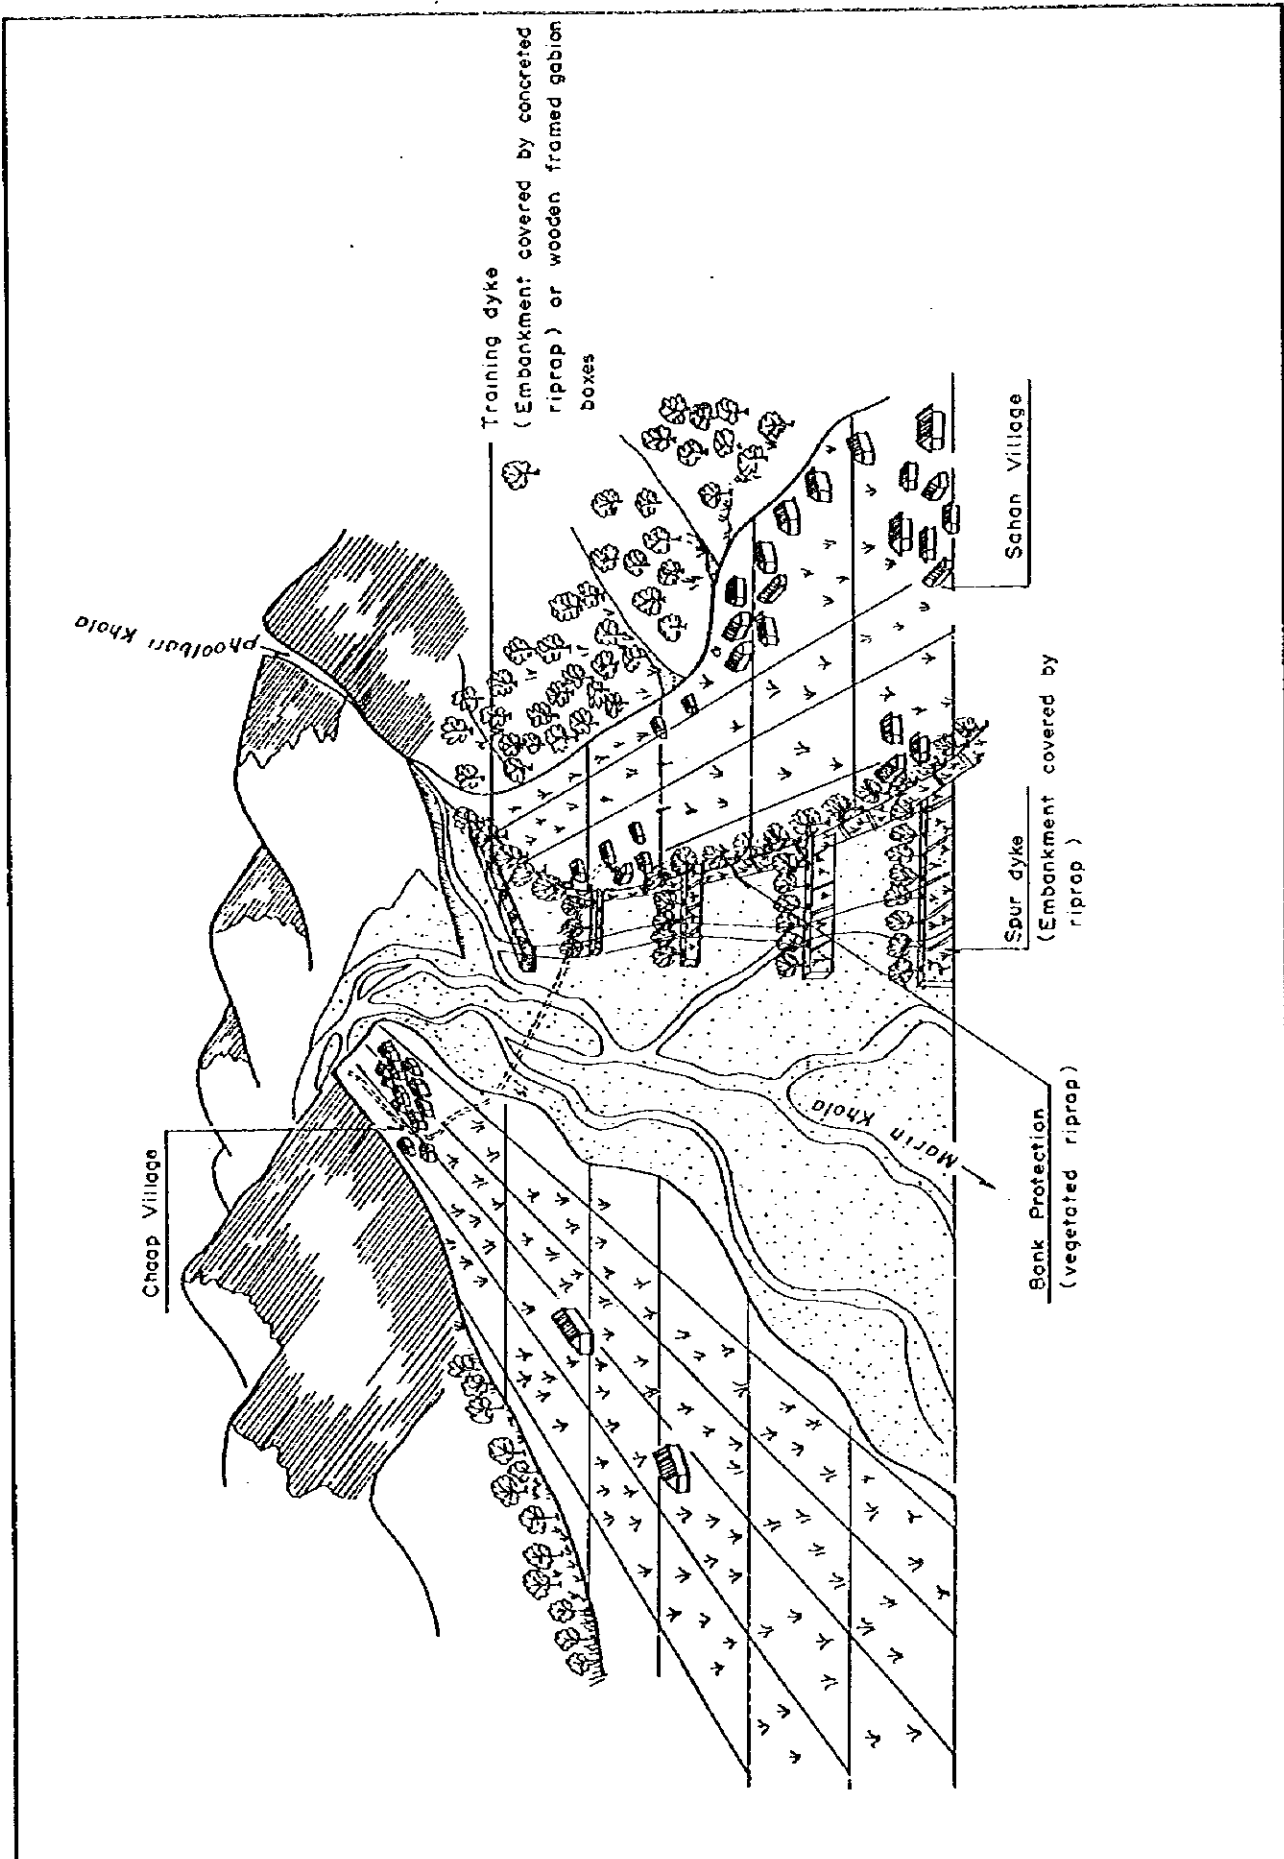 Chaap Village
phoolbari Khola
Training dyke
(Embankment covered by concreted
riprap) or wooden framed gabion
boxes
Marin Khola
Bank Protection
(vegetated riprap)
Spur dyke
(Embankment covered by
riprap)
Sahan Village